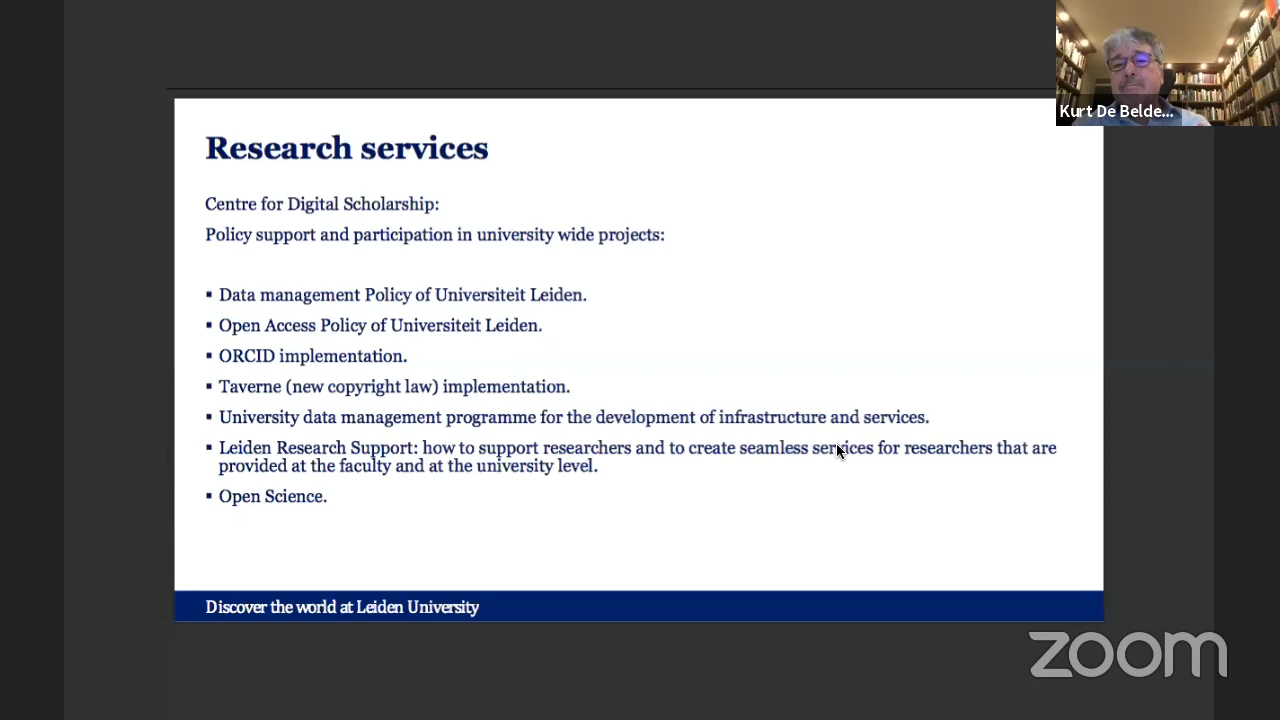 Kurt De Belde...
Research services
Centre for Digital Scholarship:
Policy support and participation in university wide projects:
▪ Data management Policy of Universiteit Leiden.
▪ Open Access Policy of Universiteit Leiden.
▪ ORCID implementation.
▪ Taverne (new copyright law) implementation.
▪ University data management programme for the development of infrastructure and services.
▪ Leiden Research Support: how to support researchers and to create seamless services for researchers that are
provided at the faculty and at the university level.
▪ Open Science.
Discover the world at Leiden University
zoom